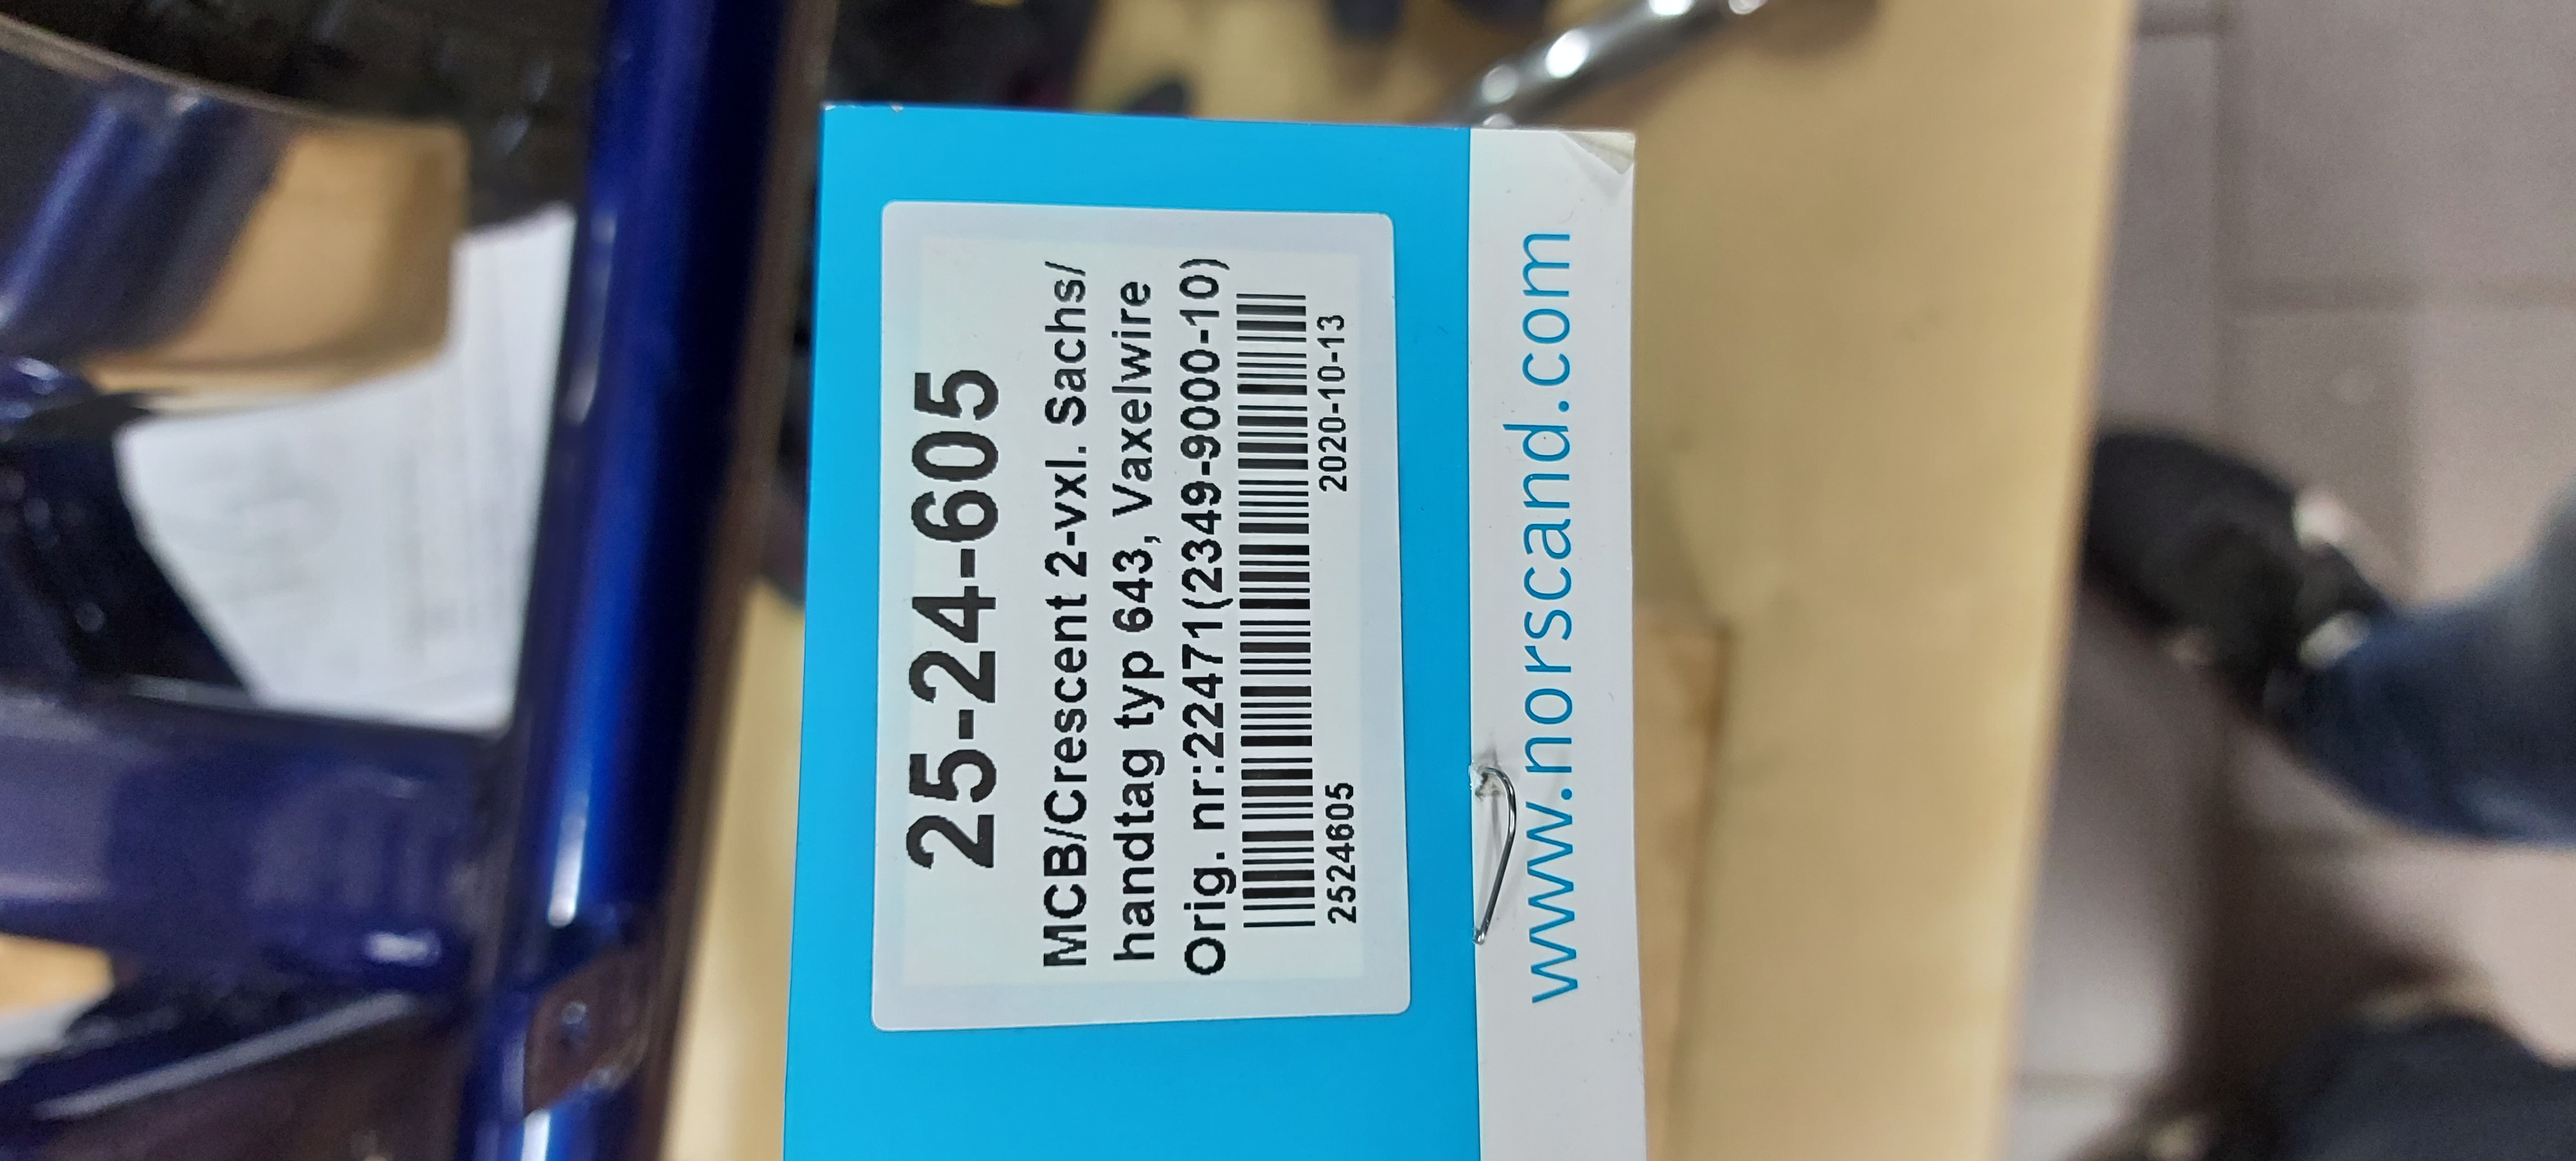 25-24-605
MCB/Crescent 2-vxl. Sachs/
handtag typ 643, Vaxelwire
Orig. nr:22471(2349-9000-10)
2524605 2020-10-13
www.norscand.com